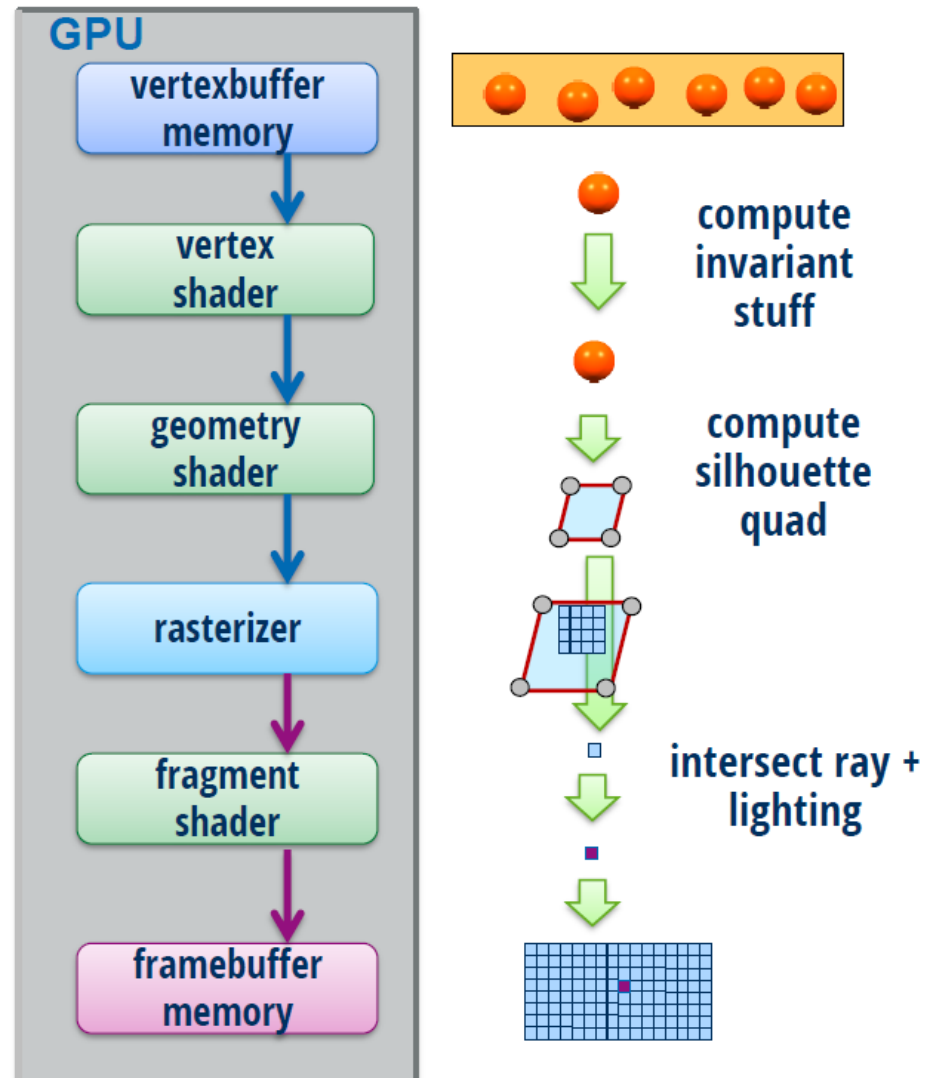 GPU
vertexbuffer
memory
vertex
shader
compute
invariant
stuff
geometry
shader
compute
silhouette
quad
rasterizer
fragment
shader
intersect ray +
lighting
framebuffer
memory